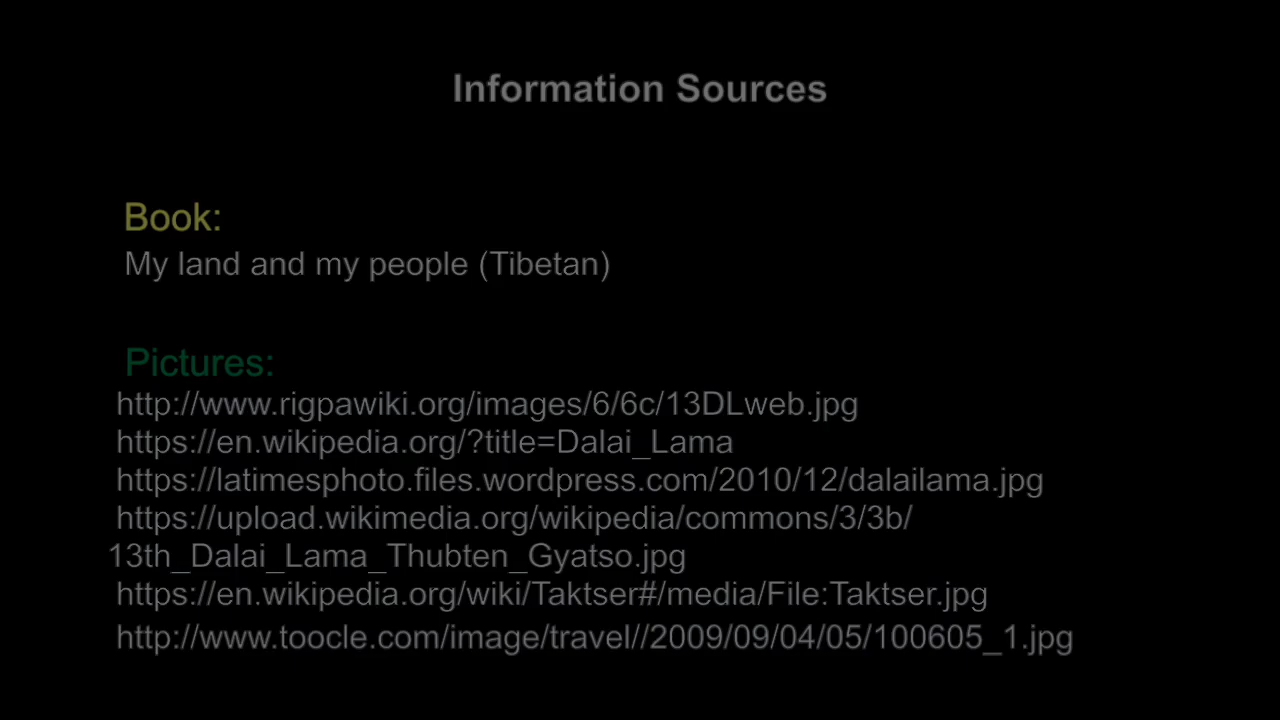 Information Sources
Book:
My land and my people (Tibetan)
Pictures:
http://www.rigpawiki.org/images/6/6c/13DLweb.jpg
https://en.wikipedia.org/?title=Dalai_Lama
https://latimesphoto.files.wordpress.com/2010/12/dalailama.jpg
https://upload.wikimedia.org/wikipedia/commons/3/3b/
13th_Dalai_Lama_Thubten_Gyatso.jpg
https://en.wikipedia.org/wiki/Taktser#/media/File:Taktser.jpg
http://www.toocle.com/image/travel//2009/09/04/05/100605_1.jpg